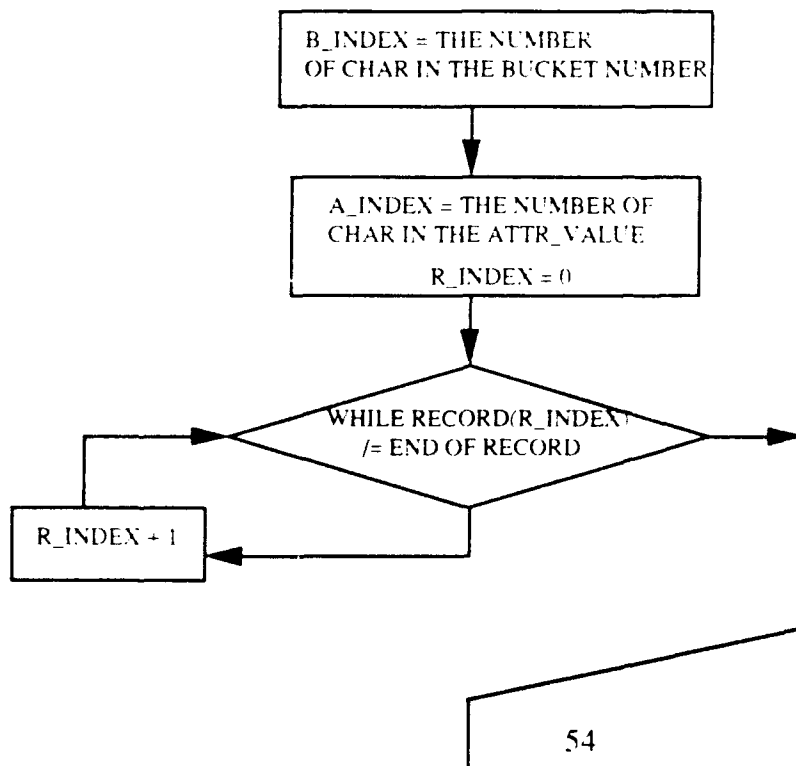 B_INDEX = THE NUMBER
OF CHAR IN THE BUCKET NUMBER
A_INDEX = THE NUMBER OF
CHAR IN THE ATTR_VALUE
R_INDEX = 0
WHILE RECORD(R_INDEX)
/= END OF RECORD
R_INDEX + 1
54